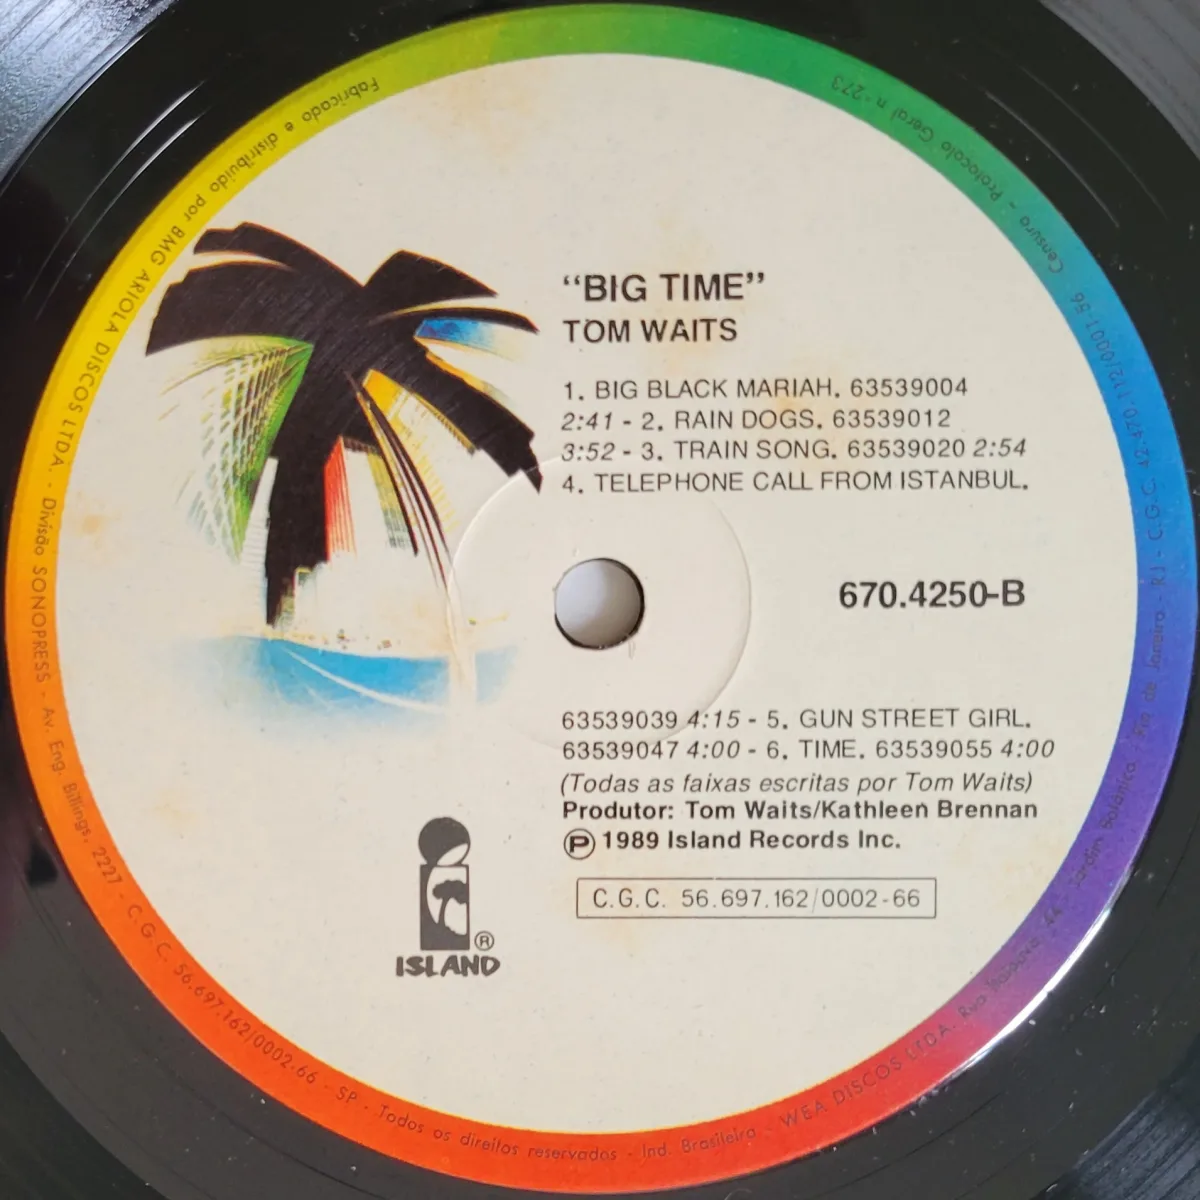 "BIG TIME"
TOM WAITS
1. BIG BLACK MARIAH. 63539004
2:41 - 2. RAIN DOGS. 63539012
3:52 - 3. TRAIN SONG. 63539020 2:54
4. TELEPHONE CALL FROM ISTANBUL.
670.4250-B
63539039 4:15 - 5. GUN STREET GIRL.
63539047 4:00 - 6. TIME. 63539055 4:00
(Todas as faixas escritas por Tom Waits)
Produtor: Tom Waits/Kathleen Brennan
Ⓟ 1989 Island Records Inc.
C.G.C. 56.697.162/0002-66
ISLAND®
Fabricado e distribuído por BMG ARIOLA DISCOS LTDA. - Divisão SONOPRESS - Av. Eng. Billings, 2227 - C.G.C. 56.697.162/0002-66 - SP - Todos os direitos reservados - Ind. Brasileira - WEA DISCOS LTDA. Rua 44 - Jardim Botânico - Rio de Janeiro - RJ - C.G.C. 42.470.112/0001-56 Censura - Protocolo Geral n.º 273